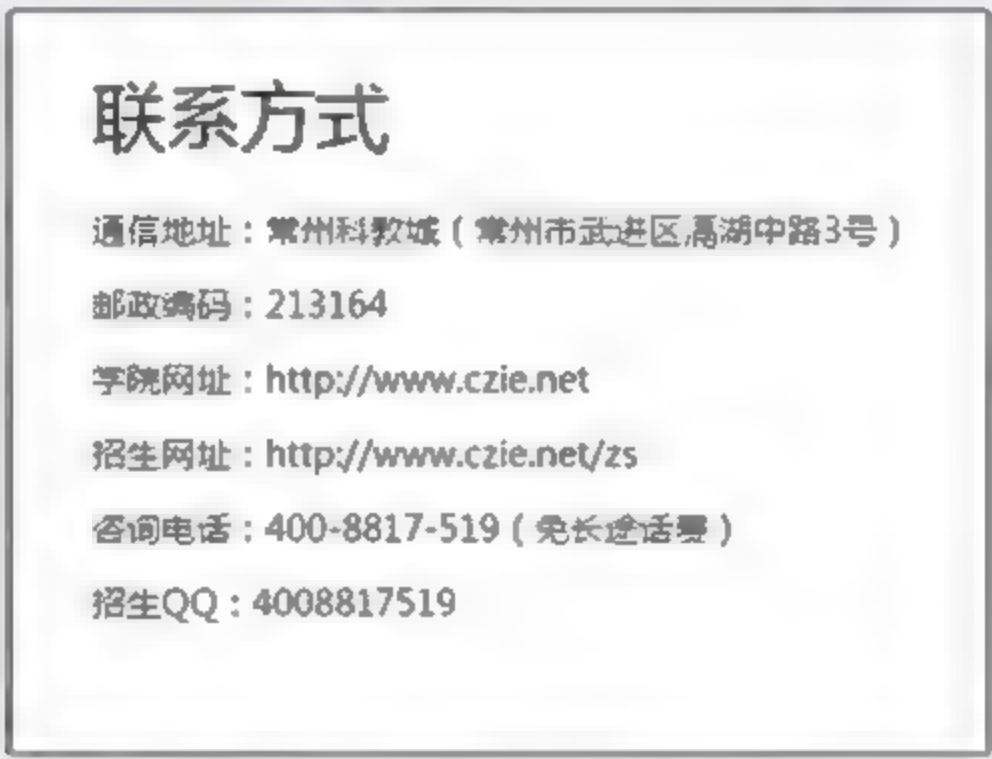 联系方式
通信地址：常州科教城（常州市武进区滆湖中路3号）
邮政编码：213164
学院网址：http://www.czie.net
招生网址：http://www.czie.net/zs
咨询电话：400-8817-519（免长途话费）
招生QQ：4008817519